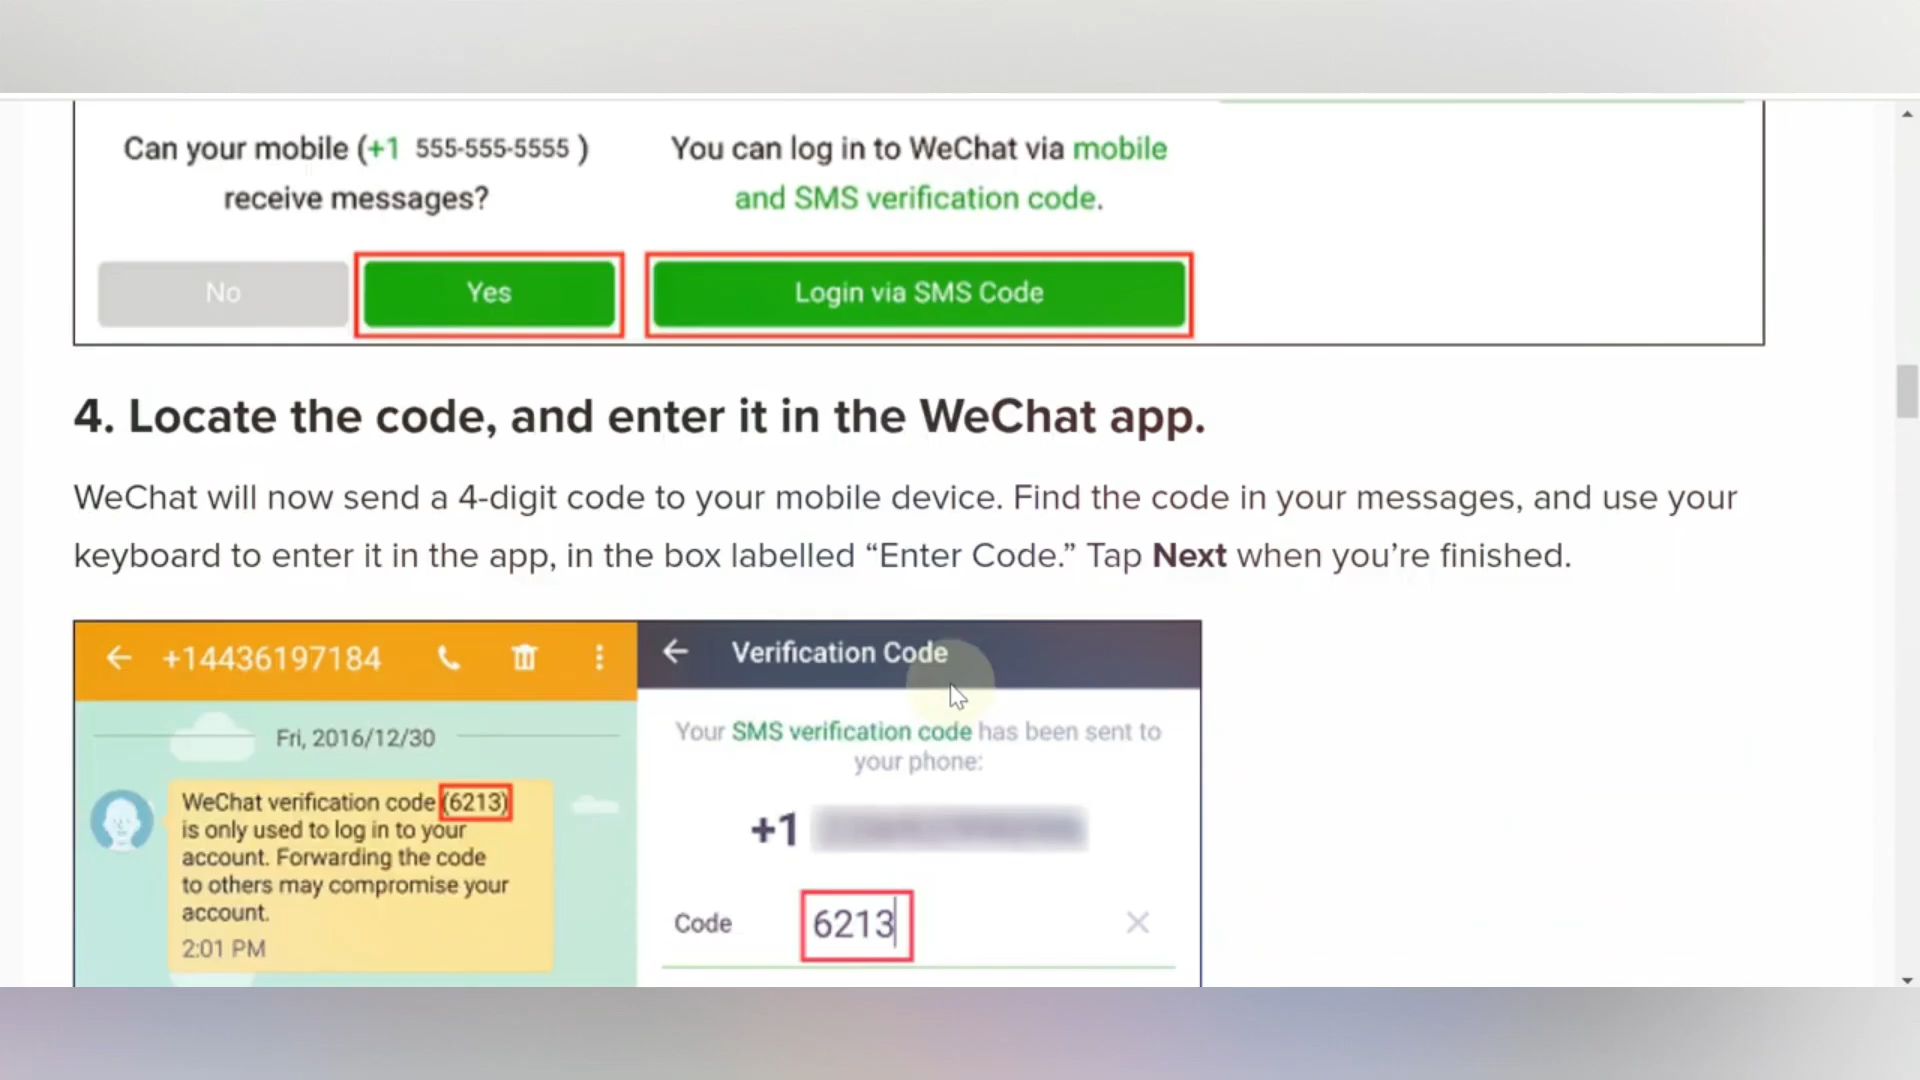 Can your mobile (+1 555-555-5555 )
receive messages?
No
Yes
You can log in to WeChat via mobile
and SMS verification code.
Login via SMS Code
4. Locate the code, and enter it in the WeChat app.
WeChat will now send a 4-digit code to your mobile device. Find the code in your messages, and use your
keyboard to enter it in the app, in the box labelled “Enter Code.” Tap Next when you’re finished.
+14436197184
Fri, 2016/12/30
WeChat verification code (6213)
is only used to log in to your
account. Forwarding the code
to others may compromise your
account.
2:01 PM
Verification Code
Your SMS verification code has been sent to
your phone:
+1
Code 6213